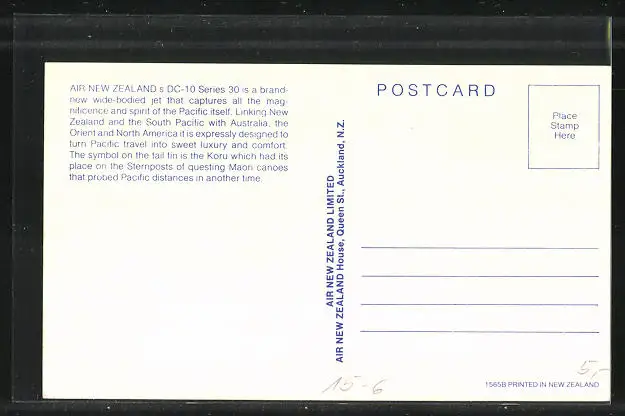 AIR NEW ZEALAND s DC-10 Series 30 is a brand-
new wide-bodied jet that captures all the mag-
nificence and spirit of the Pacific itself. Linking New
Zealand and the South Pacific with Australia, the
Orient and North America it is expressly designed to
turn Pacific travel into sweet luxury and comfort.
The symbol on the tail fin is the Koru which had its
place on the Sternposts of questing Maori canoes
that probed Pacific distances in another time.
AIR NEW ZEALAND LIMITED
AIR NEW ZEALAND House, Queen St., Auckland, N.Z.
POSTCARD
Place
Stamp
Here
15-6
5,-
1565B PRINTED IN NEW ZEALAND